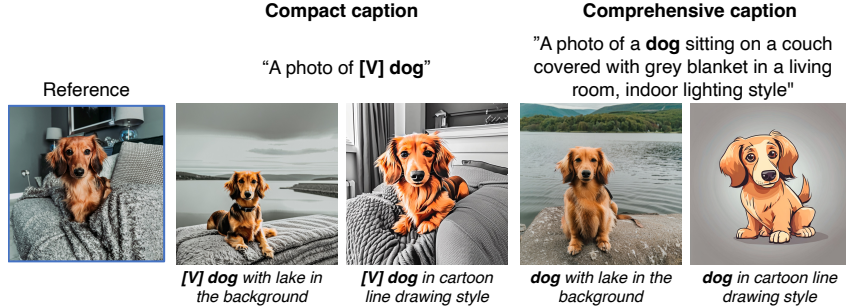 Compact caption
Comprehensive caption
“A photo of [V] dog”
"A photo of a dog sitting on a couch
covered with grey blanket in a living
room, indoor lighting style"
Reference
[V] dog with lake in
the background
[V] dog in cartoon
line drawing style
dog with lake in the
background
dog in cartoon line
drawing style